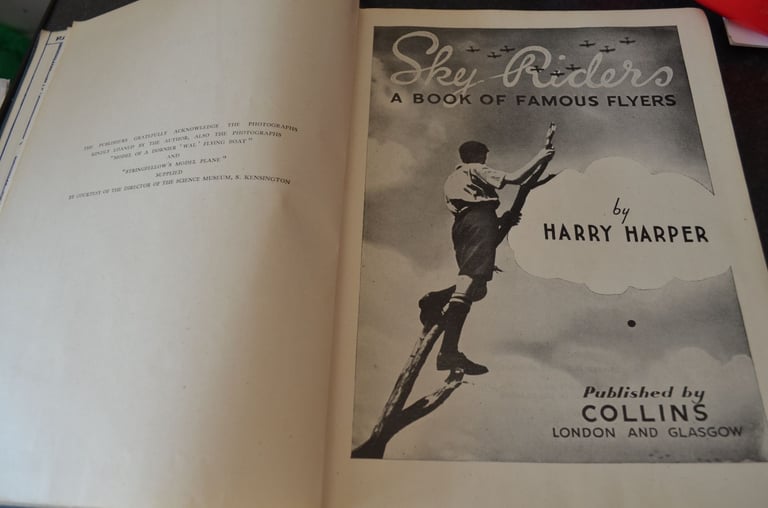 THE PUBLISHERS GRATEFULLY ACKNOWLEDGE THE PHOTOGRAPHS
KINDLY LOANED BY THE AUTHOR, ALSO THE PHOTOGRAPHS
"MODEL OF A DORNIER 'WAL' FLYING BOAT"
AND
"STRINGFELLOW'S MODEL PLANE"
SUPPLIED
BY COURTESY OF THE DIRECTOR OF THE SCIENCE MUSEUM, S. KENSINGTON
Sky Riders
A BOOK OF FAMOUS FLYERS
by
HARRY HARPER
Published by
COLLINS
LONDON AND GLASGOW